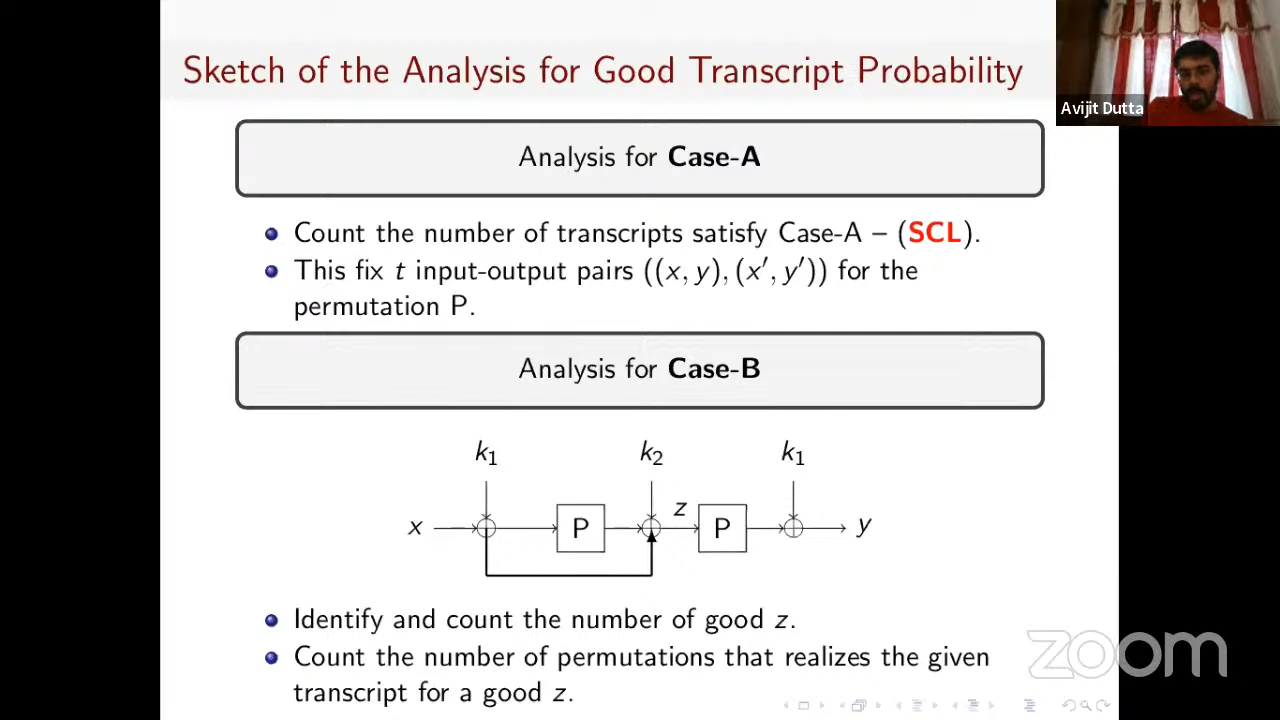 Sketch of the Analysis for Good Transcript Probability
Avijit Dutta
Analysis for Case-A
Count the number of transcripts satisfy Case-A – (SCL).
This fix t input-output pairs ((x, y), (x′, y′)) for the
permutation P.
Analysis for Case-B
k₁ k₂ k₁
x P z P y
Identify and count the number of good z.
Count the number of permutations that realizes the given
transcript for a good z.
zoom